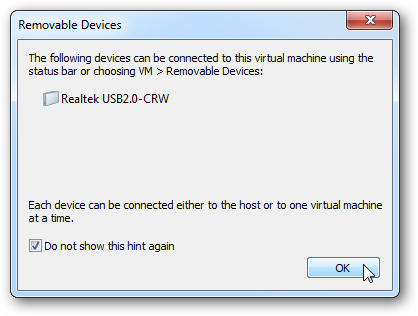 Removable Devices
The following devices can be connected to this virtual machine using the
status bar or choosing VM > Removable Devices:
Realtek USB2.0-CRW
Each device can be connected either to the host or to one virtual machine
at a time.
Do not show this hint again
OK